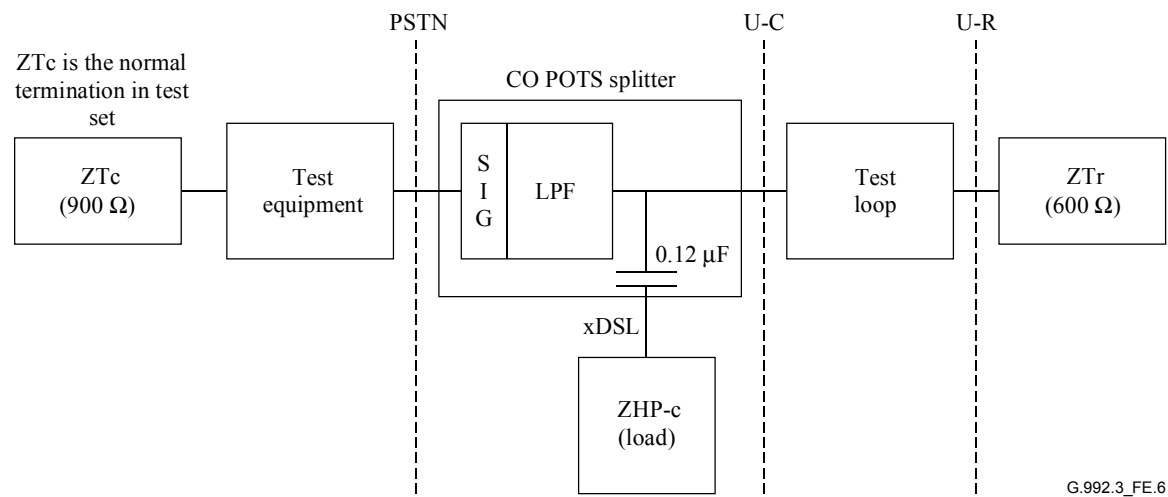 PSTN
U-C
U-R
ZTc is the normal
termination in test
set
CO POTS splitter
ZTc
(900 Ω)
Test
equipment
S
I
G
LPF
Test
loop
ZTr
(600 Ω)
0.12 µF
xDSL
ZHP-c
(load)
G.992.3_FE.6